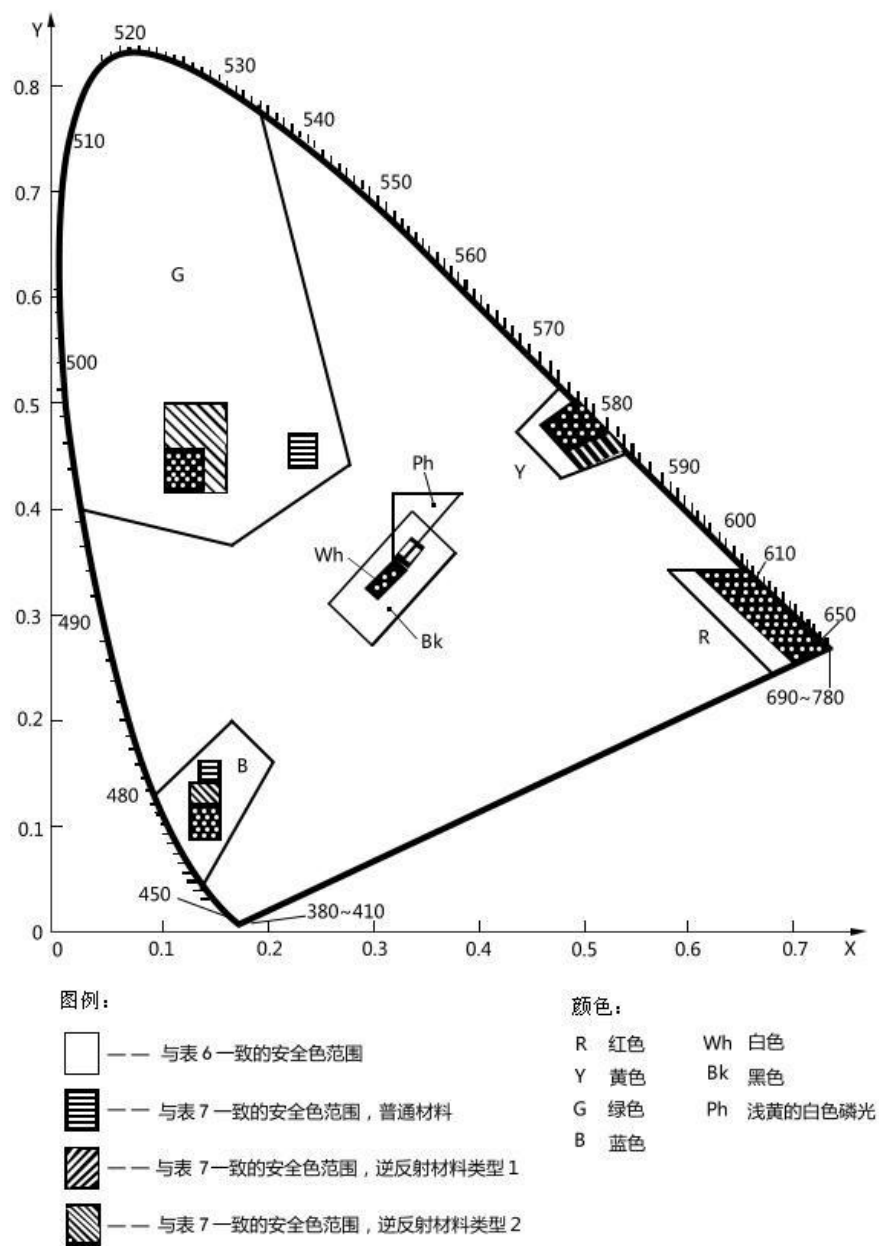 Y
520
530
0.8
540
510
550
0.7
560
G
0.6
570
500
0.5
580
Ph
590
Y
0.4
600
Wh
610
0.3
490
650
Bk
R
690~780
0.2
B
480
0.1
450
380~410
0
0 0.1 0.2 0.3 0.4 0.5 0.6 0.7 X
图例：
与表6一致的安全色范围
与表7一致的安全色范围，普通材料
与表7一致的安全色范围，逆反射材料类型1
与表7一致的安全色范围，逆反射材料类型2
颜色：
R 红色 Wh 白色
Y 黄色 Bk 黑色
G 绿色 Ph 浅黄的白色磷光
B 蓝色